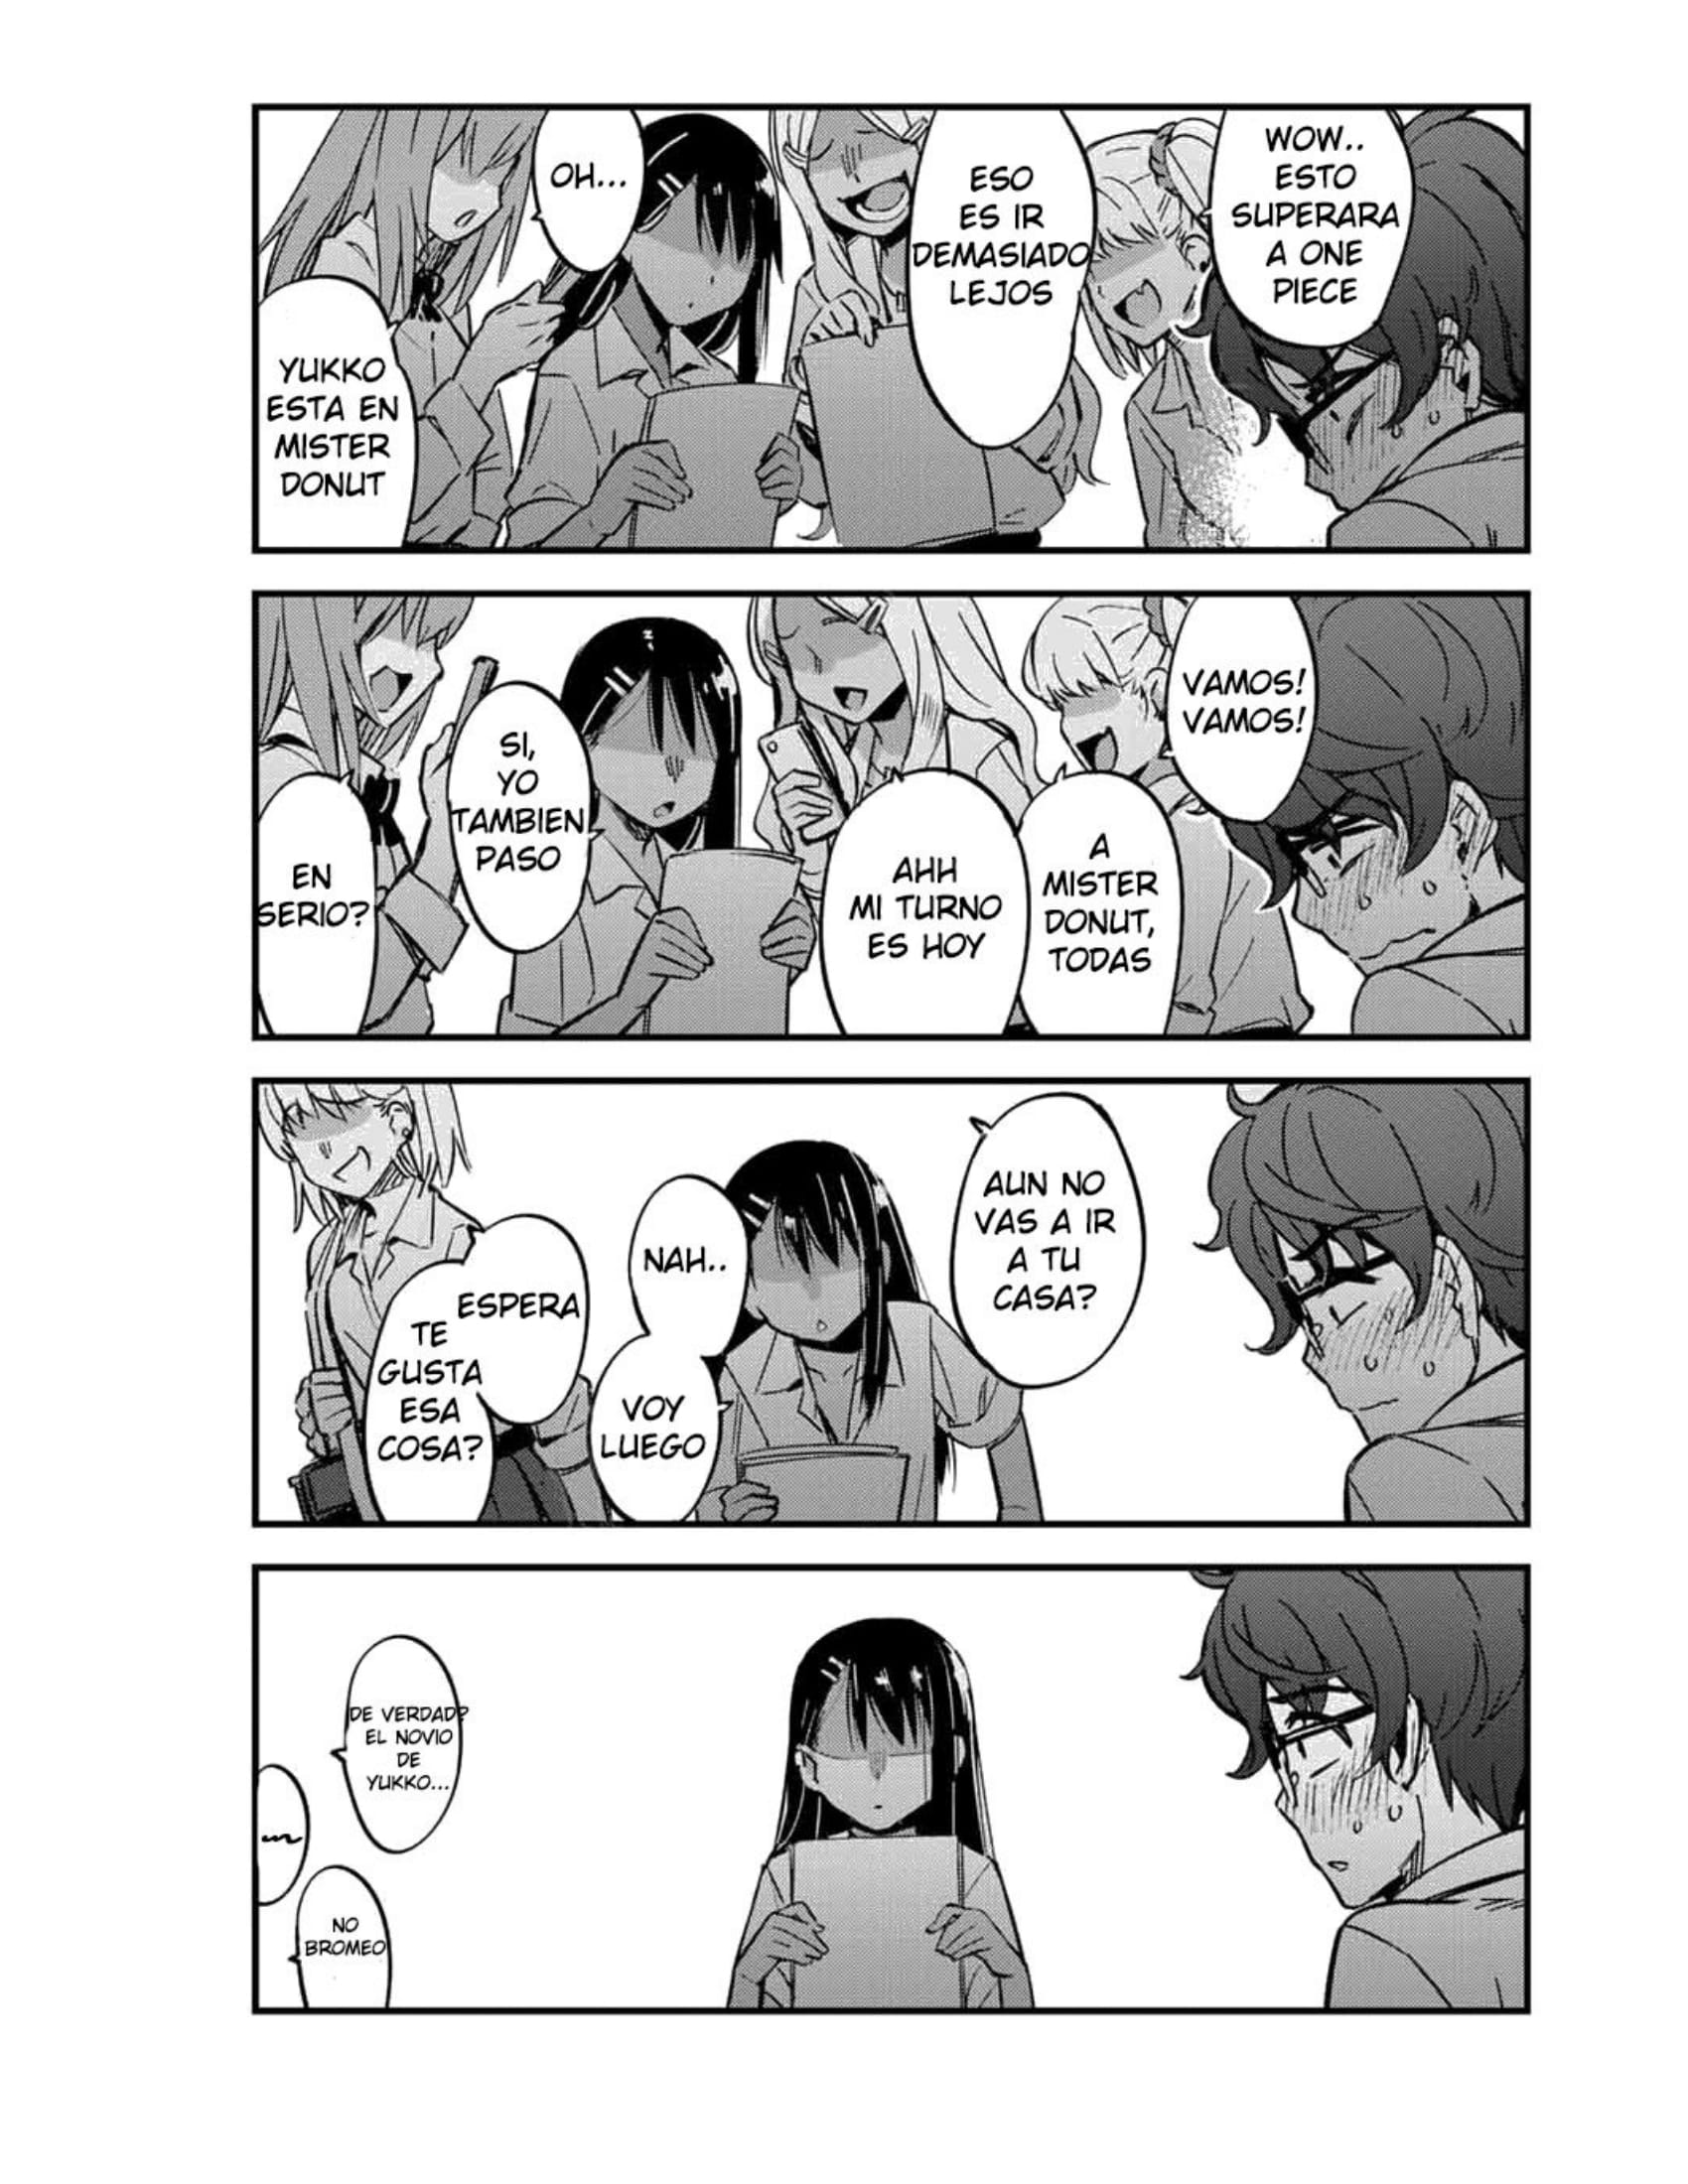 WOW..
ESTO
SUPERARA
A ONE
PIECE
ESO
ES IR
DEMASIADO
LEJOS
OH...
YUKKO
ESTA EN
MISTER
DONUT
VAMOS!
VAMOS!
A
MISTER
DONUT,
TODAS
AHH
MI TURNO
ES HOY
SI,
YO
TAMBIEN
PASO
EN
SERIO?
AUN NO
VAS A IR
A TU
CASA?
NAH..
VOY
LUEGO
ESPERA
TE
GUSTA
ESA
COSA?
DE VERDAD?
EL NOVIO
DE
YUKKO...
NO
BROMEO